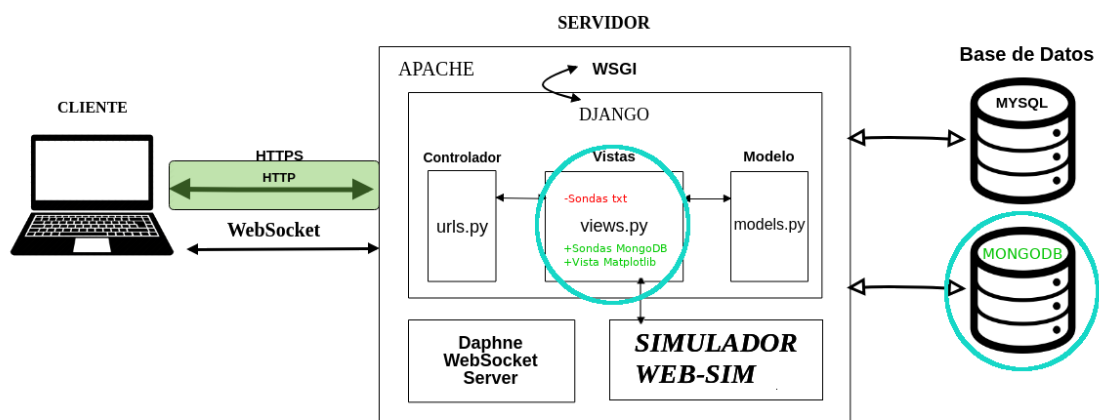 SERVIDOR
APACHE
WSGI
Base de Datos
MYSQL
CLIENTE
DJANGO
HTTPS
HTTP
Controlador
Vistas
Modelo
-Sondas txt
urls.py
views.py
models.py
+Sondas MongoDB
+Vista Matplotlib
WebSocket
MONGODB
Daphne
WebSocket
Server
SIMULADOR
WEB-SIM